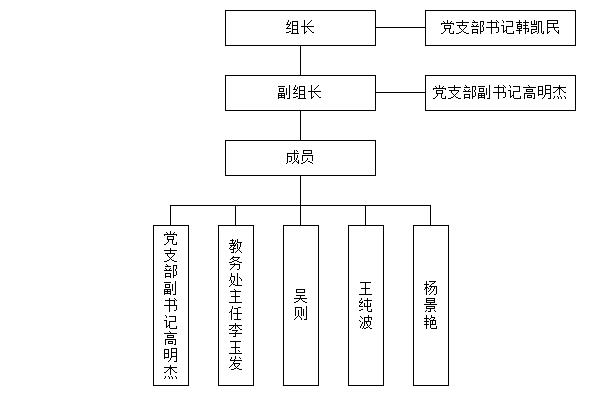 组长
党支部书记韩凯民
副组长
党支部副书记高明杰
成员
党支部副书记高明杰
教务处主任李玉发
吴则
王纯波
杨景艳